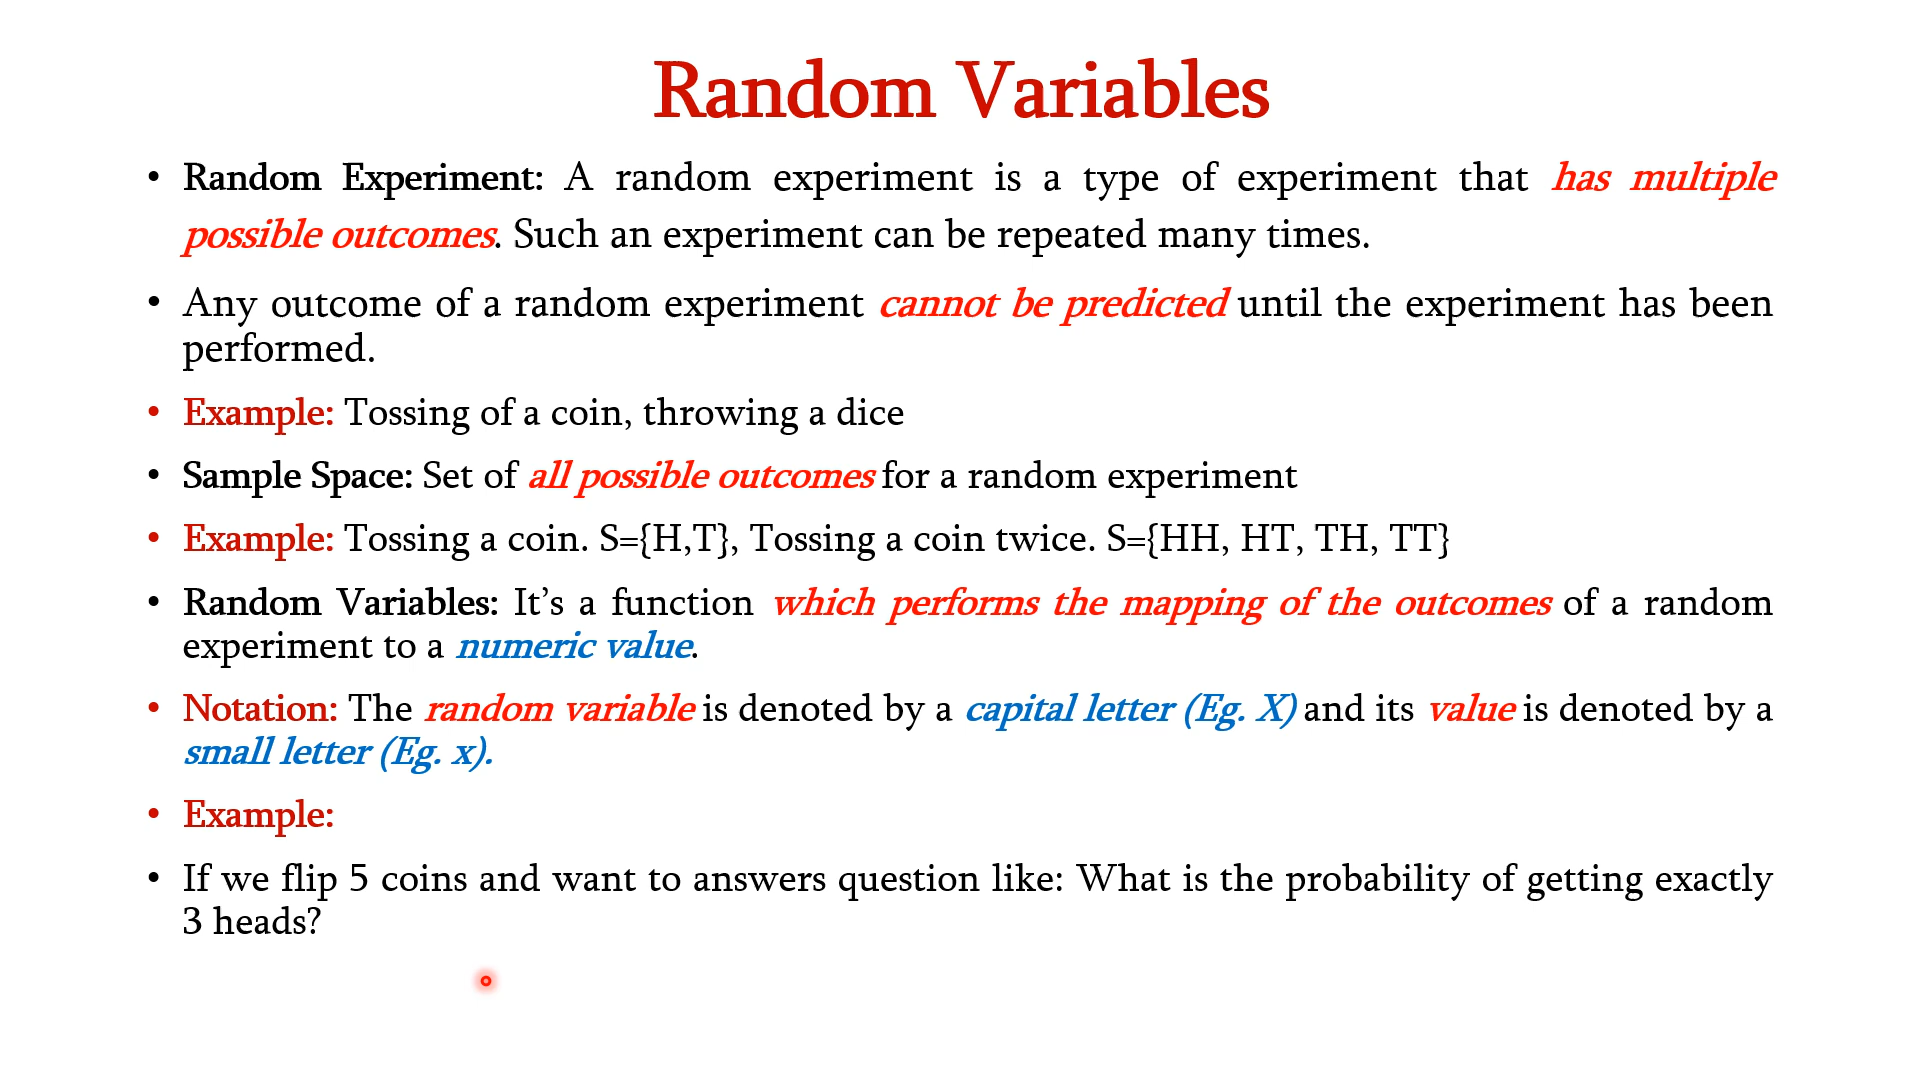 Random Variables
• Random Experiment: A random experiment is a type of experiment that has multiple
possible outcomes. Such an experiment can be repeated many times.
• Any outcome of a random experiment cannot be predicted until the experiment has been
performed.
• Example: Tossing of a coin, throwing a dice
• Sample Space: Set of all possible outcomes for a random experiment
• Example: Tossing a coin. S={H,T}, Tossing a coin twice. S={HH, HT, TH, TT}
• Random Variables: It’s a function which performs the mapping of the outcomes of a random
experiment to a numeric value.
• Notation: The random variable is denoted by a capital letter (Eg. X) and its value is denoted by a
small letter (Eg. x).
• Example:
• If we flip 5 coins and want to answers question like: What is the probability of getting exactly
3 heads?